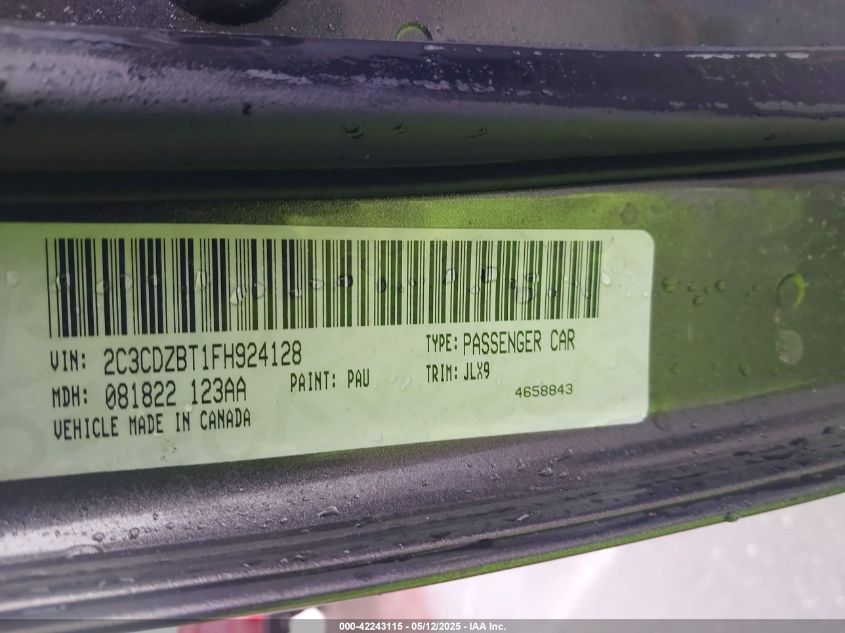 VIN: 2C3CDZBT1FH924128
TYPE: PASSENGER CAR
MDH: 081822 123AA
PAINT: PAU
TRIM: JLX9
VEHICLE MADE IN CANADA
4658843
000-42243115 - 05/12/2025 - IAA Inc.